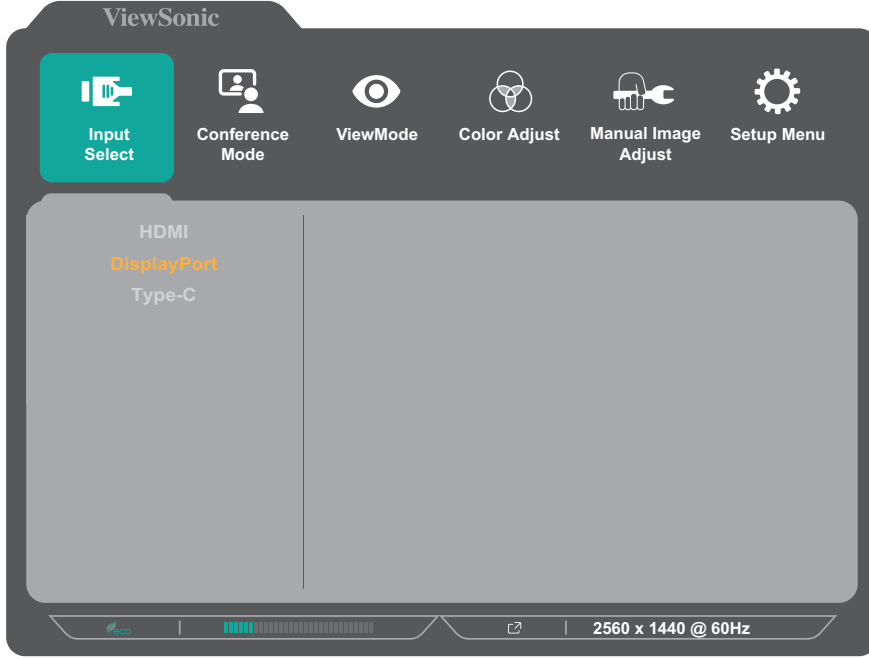 ViewSonic
Input
Select
Conference
Mode
ViewMode
Color Adjust
Manual Image
Adjust
Setup Menu
HDMI
DisplayPort
Type-C
eco
2560 x 1440 @ 60Hz